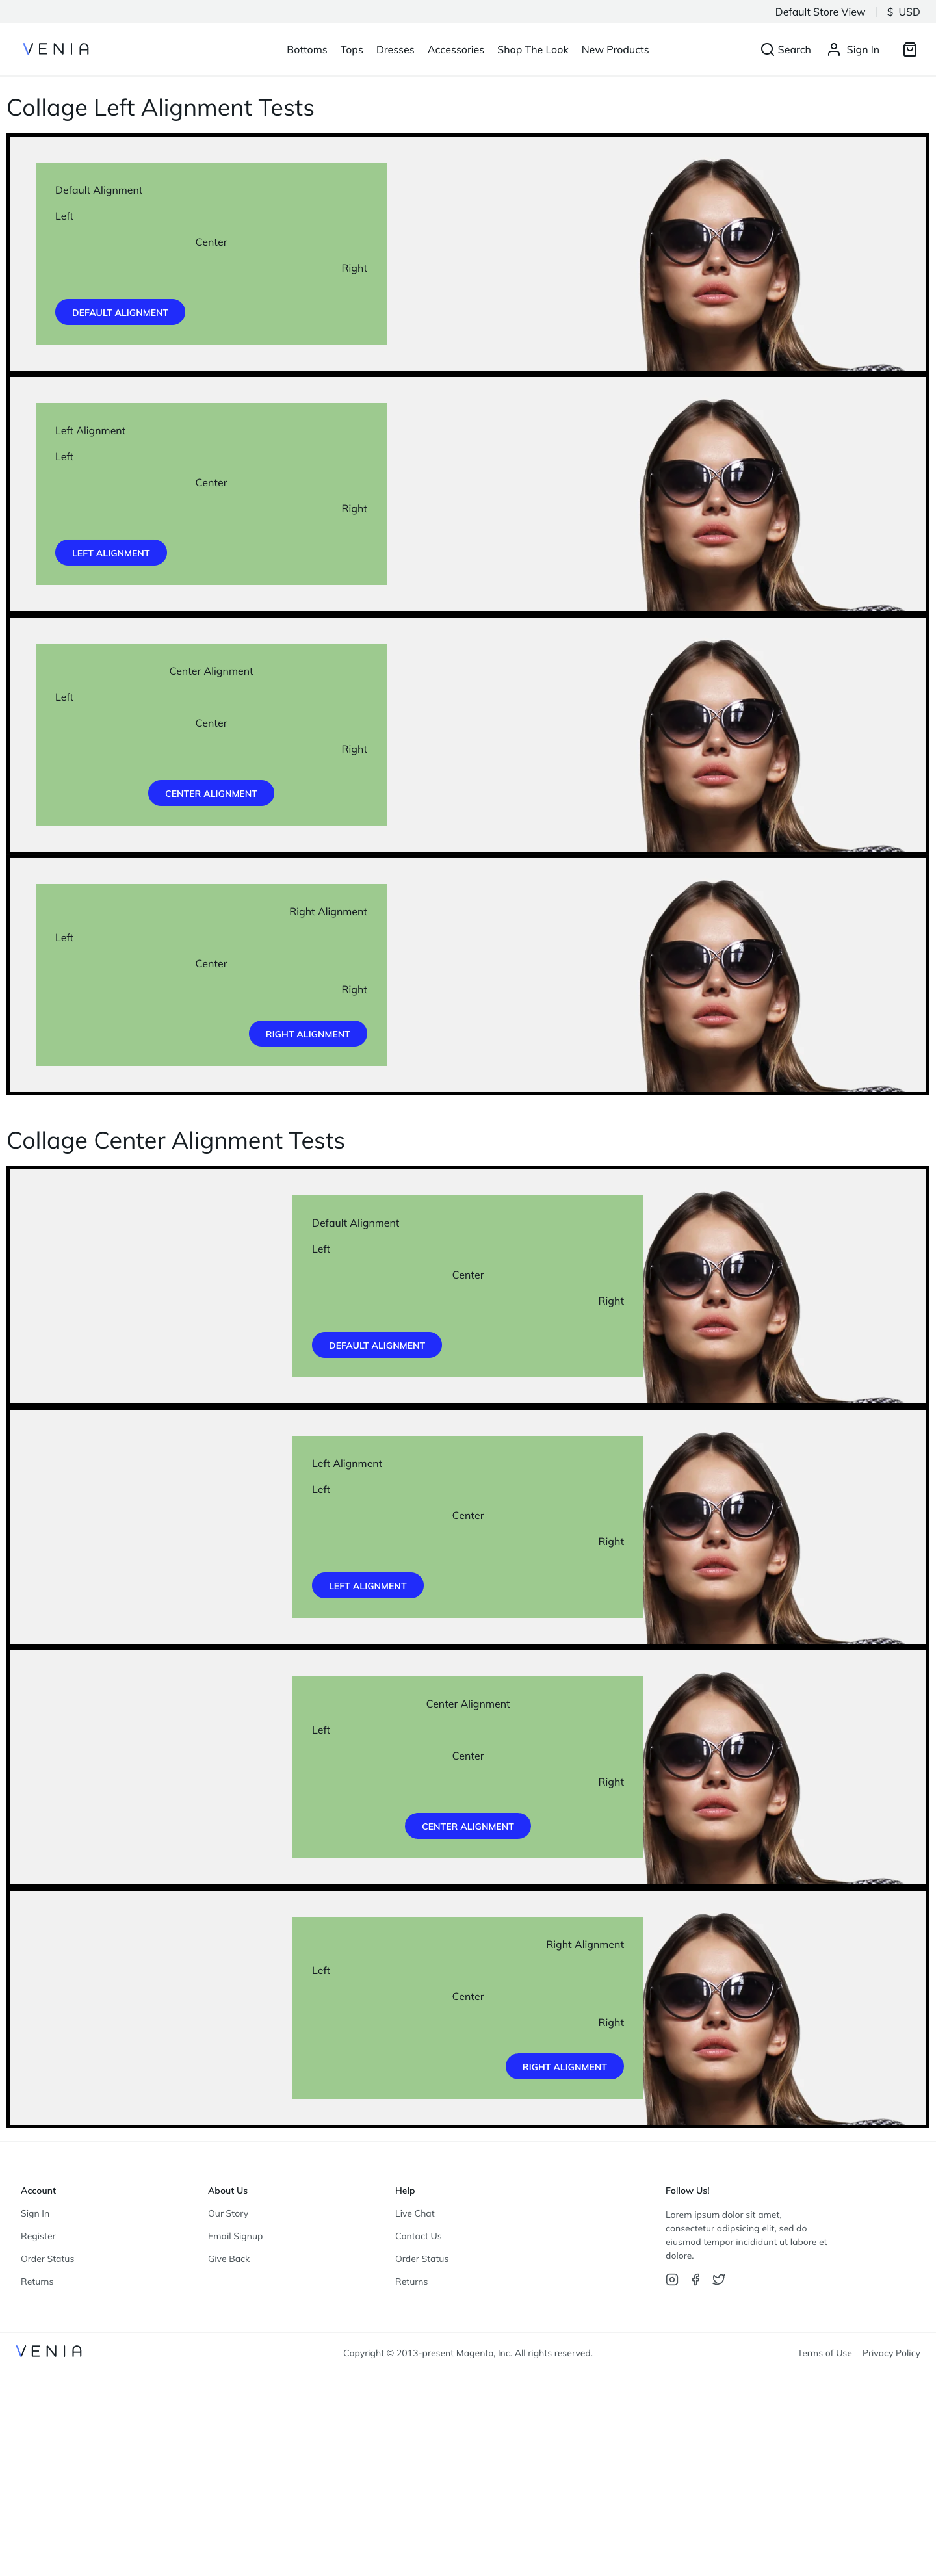 Default Store View $ USD
VENIA Bottoms Tops Dresses Accessories Shop The Look New Products Search Sign In
Collage Left Alignment Tests
Default Alignment
Left
Center
Right
DEFAULT ALIGNMENT
Left Alignment
Left
Center
Right
LEFT ALIGNMENT
Center Alignment
Left
Center
Right
CENTER ALIGNMENT
Right Alignment
Left
Center
Right
RIGHT ALIGNMENT
Collage Center Alignment Tests
Default Alignment
Left
Center
Right
DEFAULT ALIGNMENT
Left Alignment
Left
Center
Right
LEFT ALIGNMENT
Center Alignment
Left
Center
Right
CENTER ALIGNMENT
Right Alignment
Left
Center
Right
RIGHT ALIGNMENT
Account
Sign In
Register
Order Status
Returns
About Us
Our Story
Email Signup
Give Back
Help
Live Chat
Contact Us
Order Status
Returns
Follow Us!
Lorem ipsum dolor sit amet,
consectetur adipsicing elit, sed do
eiusmod tempor incididunt ut labore et
dolore.
VENIA Copyright © 2013-present Magento, Inc. All rights reserved. Terms of Use Privacy Policy